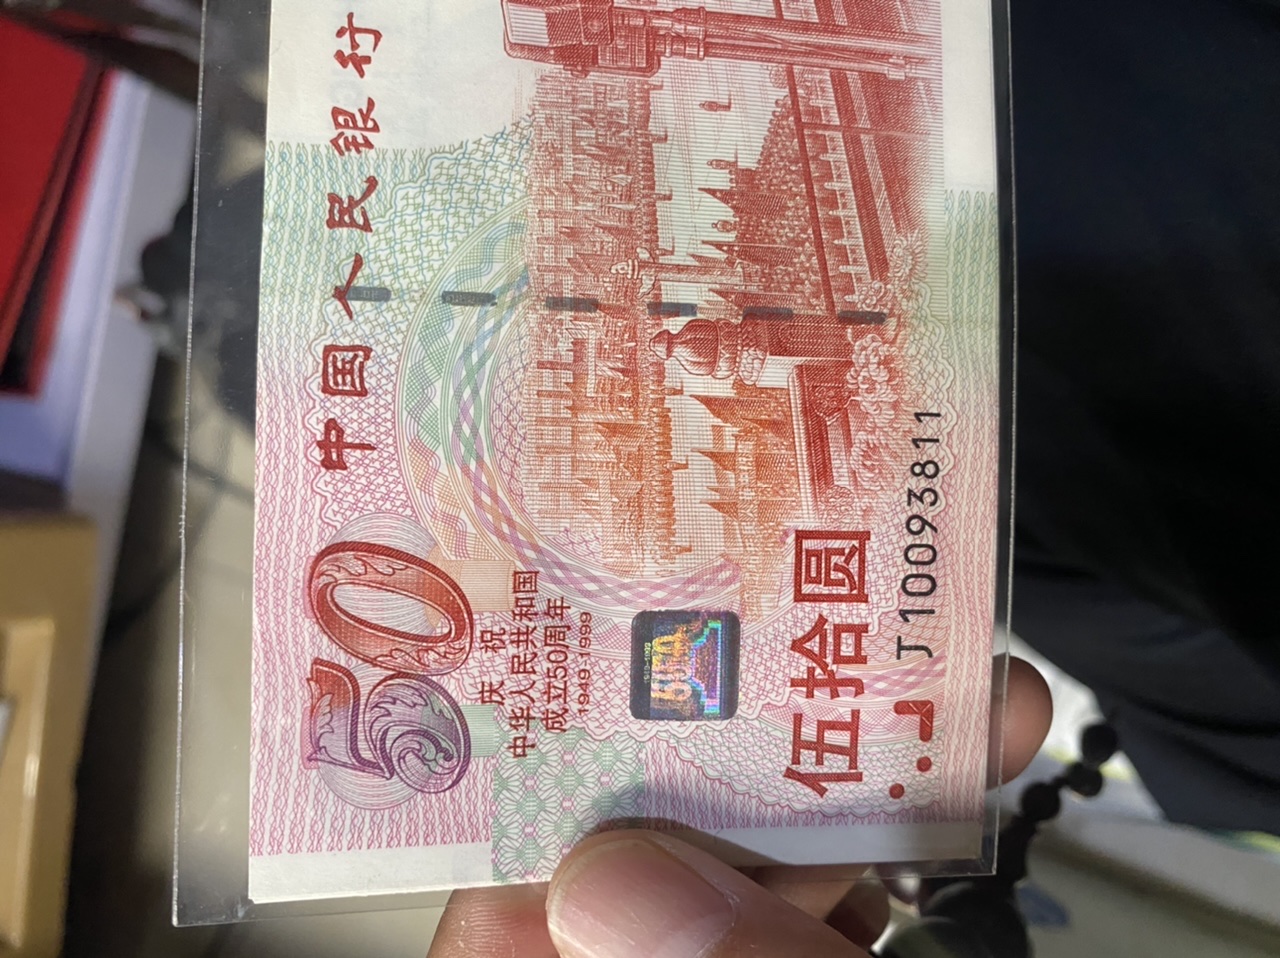 中国人民银行
50
庆祝
中华人民共和国
成立50周年
1949-1999
伍拾圆
J10093811